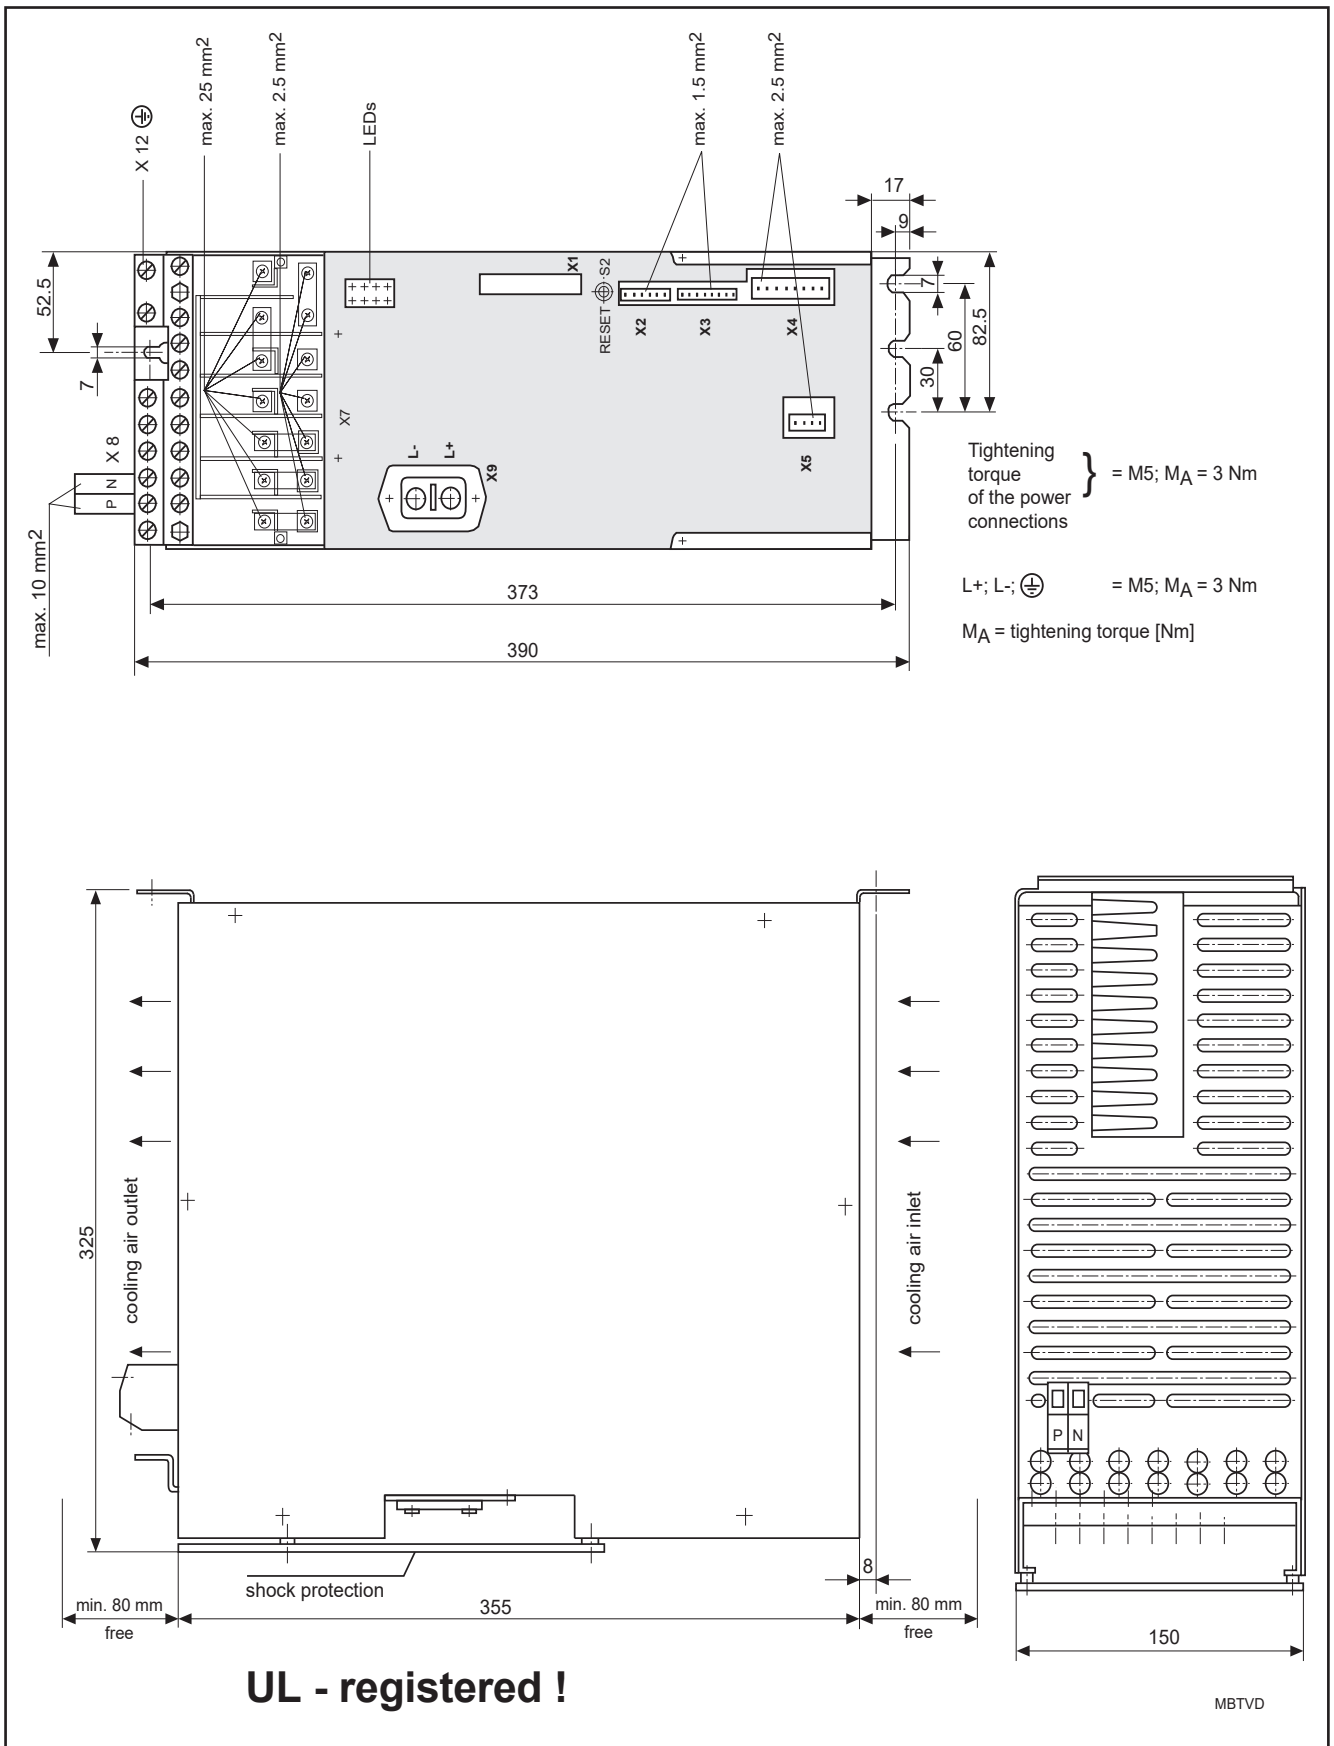 X 12
max. 25 mm2
max. 2.5 mm2
LEDs
max. 1.5 mm2
max. 2.5 mm2
17
9
52.5
7
X1
S2
RESET
X2
X3
X4
7
60
82.5
30
X7
X 8
N
P
L-
L+
X9
X5
max. 10 mm2
Tightening
torque
of the power
connections
} = M5; MA = 3 Nm
373
L+; L-; = M5; MA = 3 Nm
MA = tightening torque [Nm]
390
325
cooling air outlet
cooling air inlet
P N
8
shock protection
min. 80 mm
free
355
min. 80 mm
free
150
UL - registered !
MBTVD